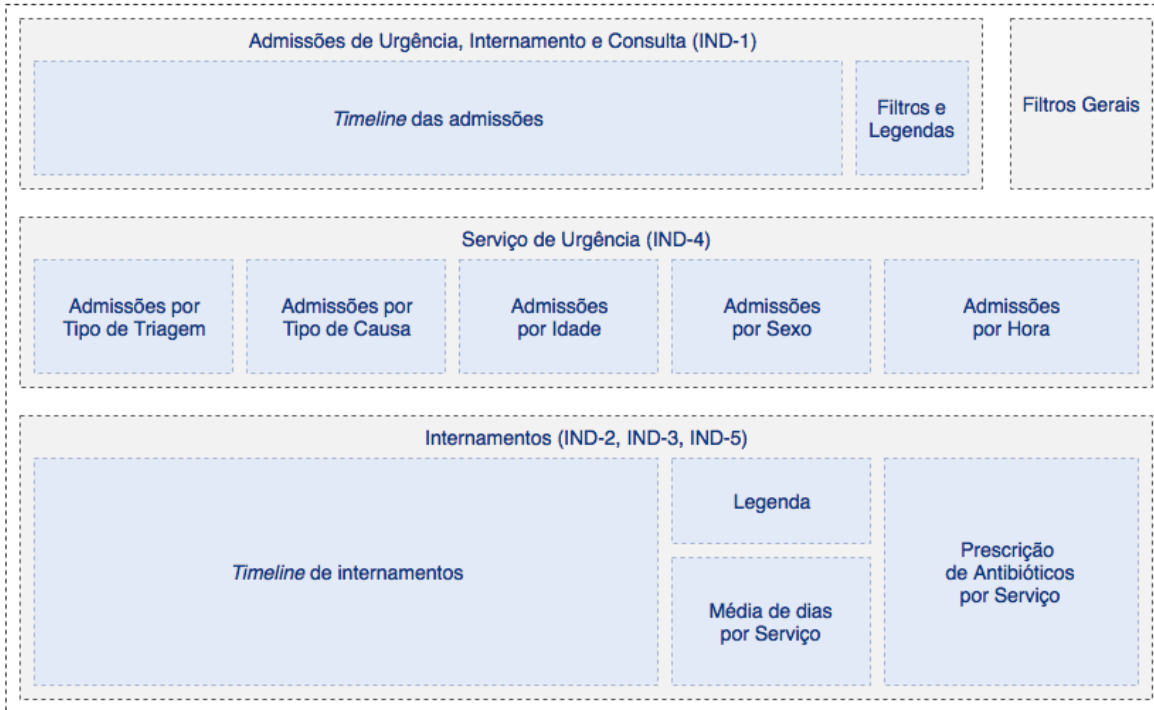 Admissões de Urgência, Internamento e Consulta (IND-1)
Timeline das admissões
Filtros e
Legendas
Filtros Gerais
Serviço de Urgência (IND-4)
Admissões por
Tipo de Triagem
Admissões por
Tipo de Causa
Admissões
por Idade
Admissões
por Sexo
Admissões
por Hora
Internamentos (IND-2, IND-3, IND-5)
Timeline de internamentos
Legenda
Média de dias
por Serviço
Prescrição
de Antibióticos
por Serviço